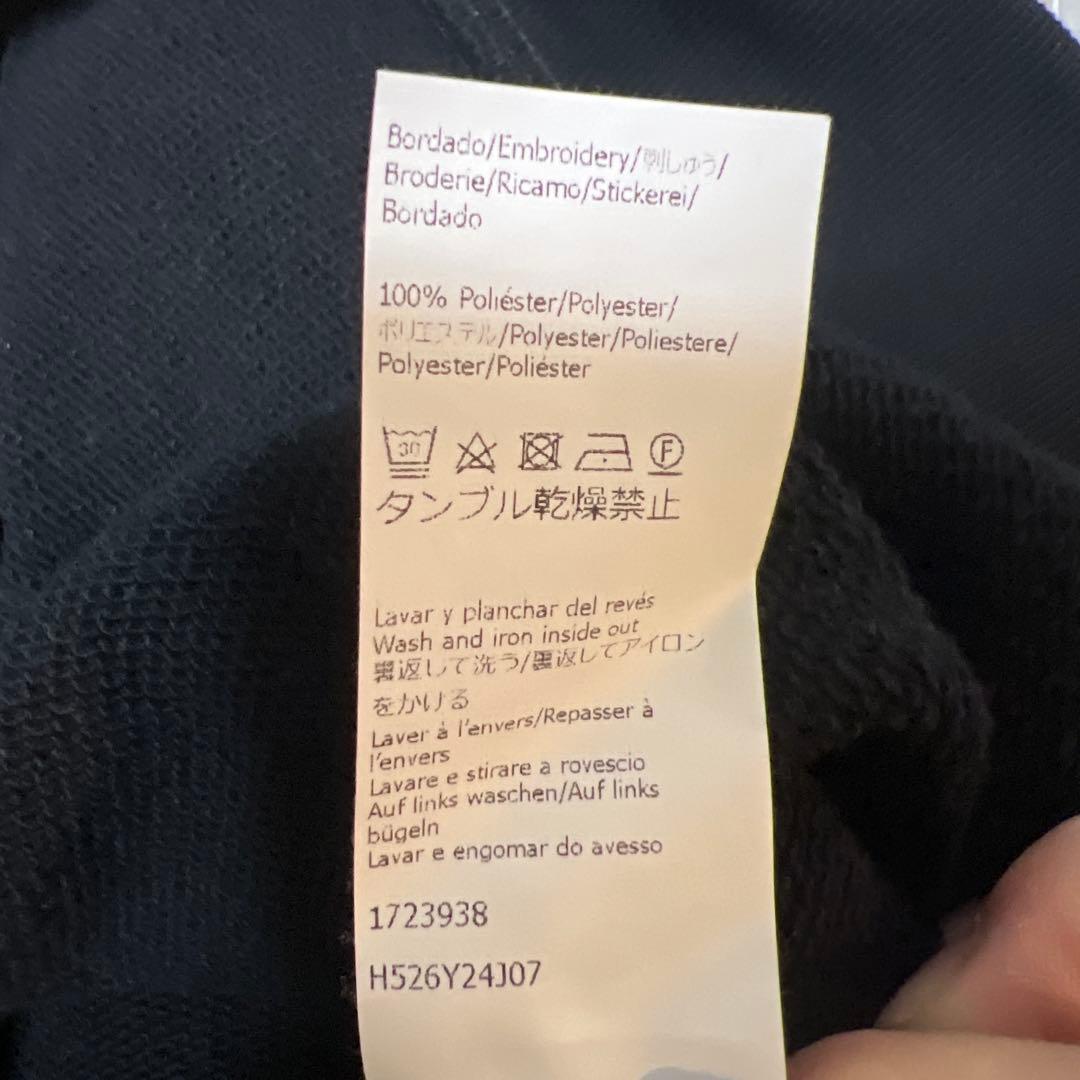 Bordado/Embroidery/刺しゅう/
Broderie/Ricamo/Stickerei/
Bordado
100% Poliéster/Polyester/
ポリエステル/Polyester/Poliestere/
Polyester/Poliéster
30
F
タンブル乾燥禁止
Lavar y planchar del revés
Wash and iron inside out
裏返して洗う/裏返してアイロン
をかける
Laver à l'envers/Repasser à
l'envers
Lavare e stirare a rovescio
Auf links waschen/Auf links
bügeln
Lavar e engomar do avesso
1723938
H526Y24J07